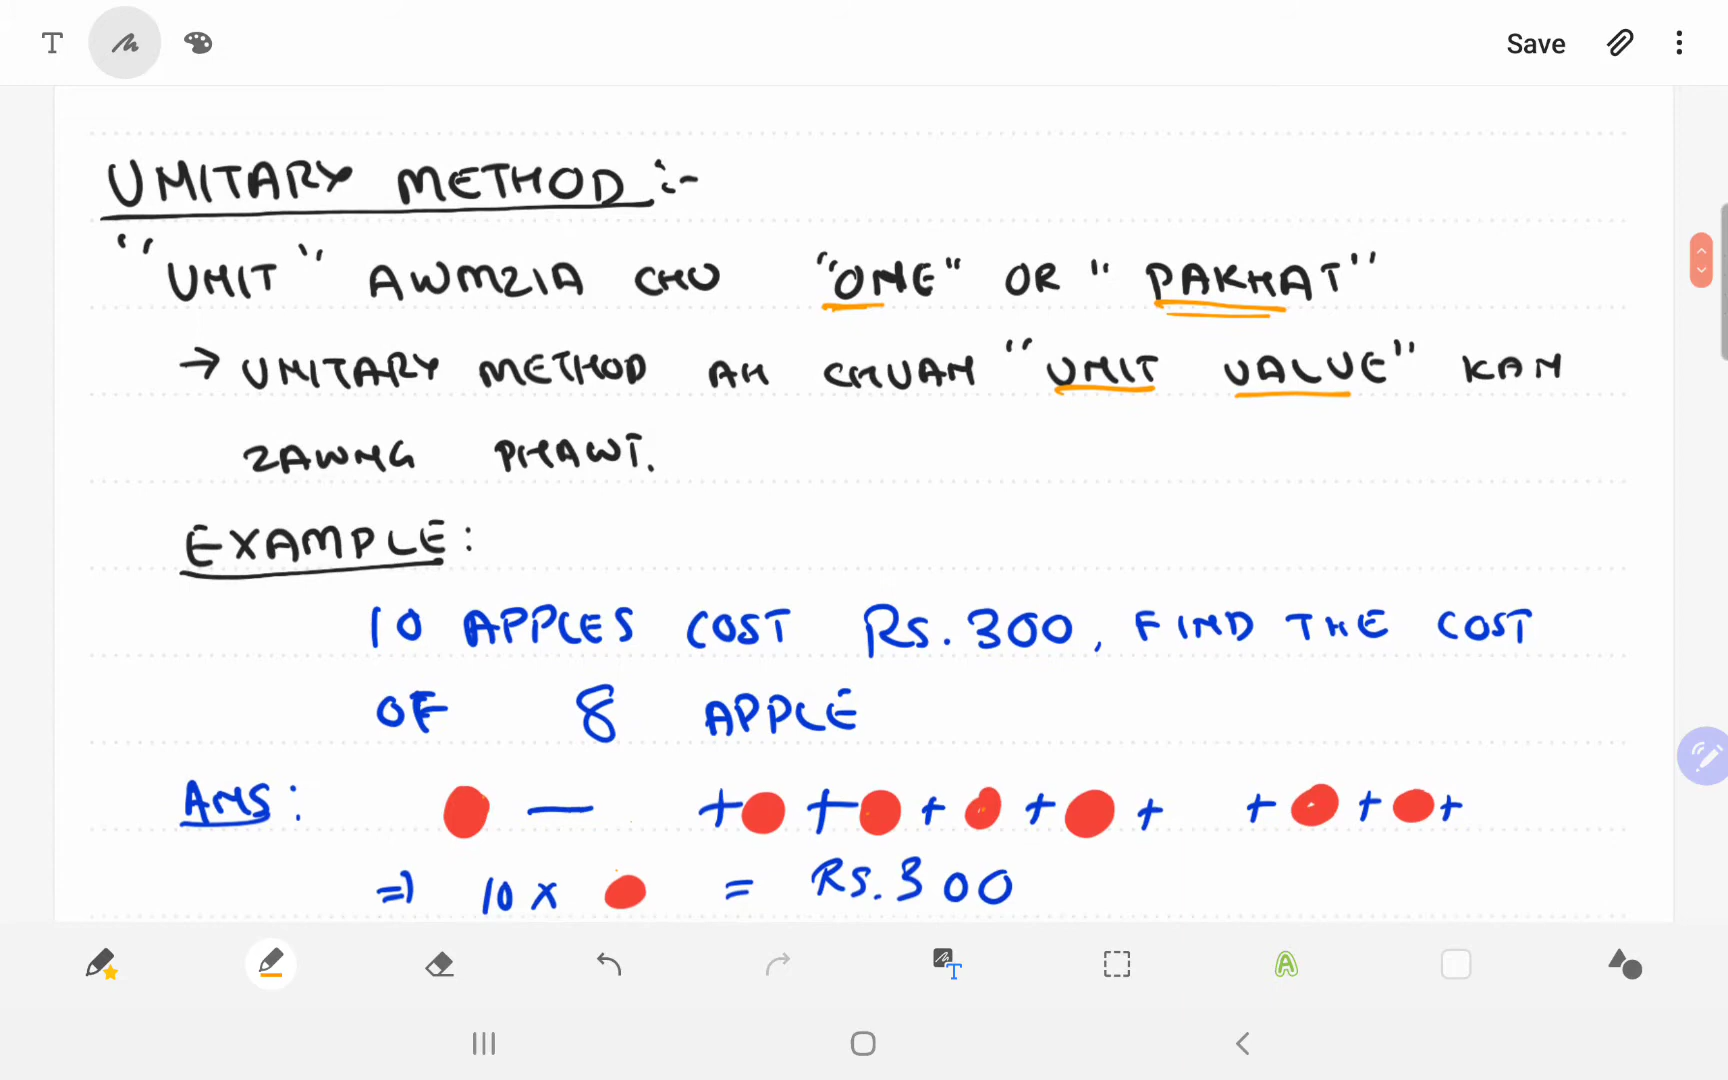 Save
UNITARY METHOD :-
"UNIT" AWMZIA CHU "ONE" OR "PAKHAT"
→ UNITARY METHOD AH CHUAN "UNIT VALUE" KAN
ZAWNG PHAWT.
EXAMPLE:
10 APPLES COST Rs. 300, FIND THE COST
OF 8 APPLE
ANS: — + + + + + + + +
=> 10 x = Rs. 300